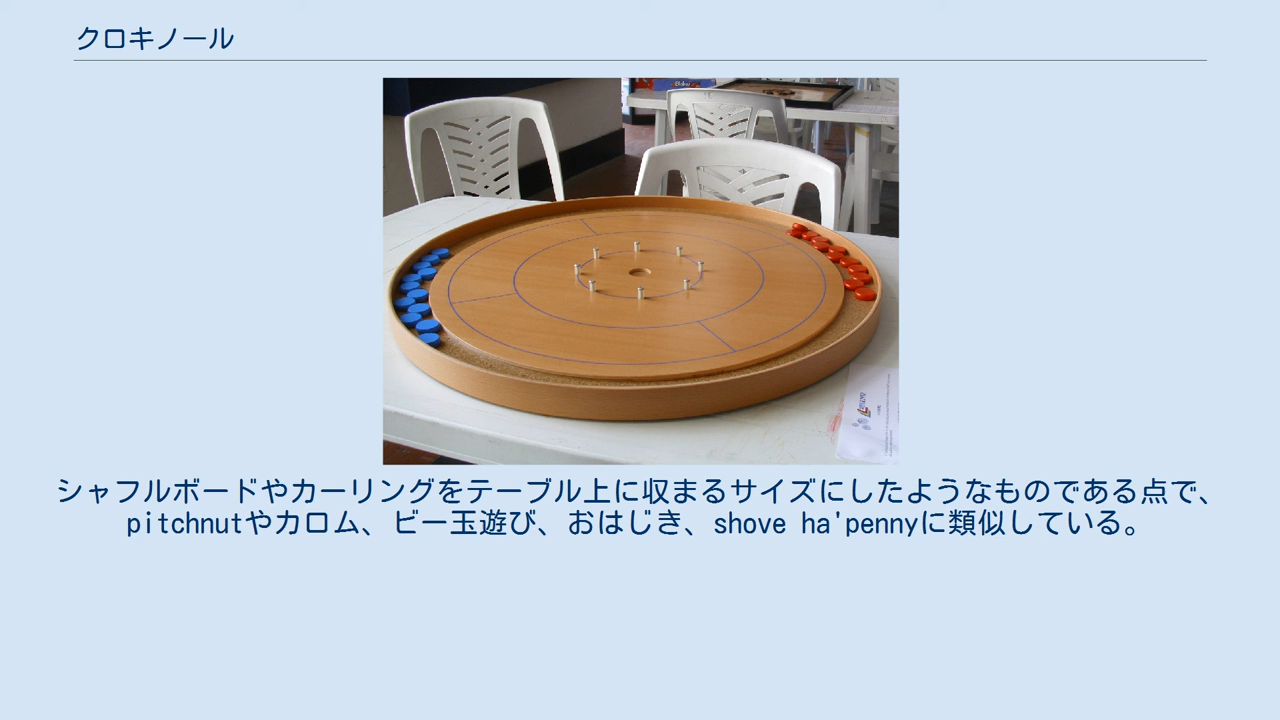 クロキノール
シャフルボードやカーリングをテーブル上に収まるサイズにしたようなものである点で、
pitchnutやカロム、ビー玉遊び、おはじき、shove ha'pennyに類似している。